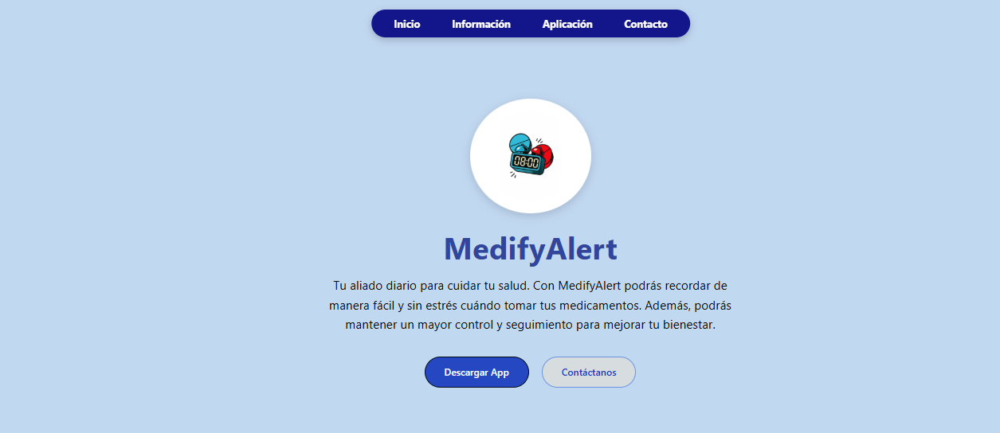 Inicio Información Aplicación Contacto
08:00
MedifyAlert
Tu aliado diario para cuidar tu salud. Con MedifyAlert podrás recordar de
manera fácil y sin estrés cuándo tomar tus medicamentos. Además, podrás
mantener un mayor control y seguimiento para mejorar tu bienestar.
Descargar App Contáctanos